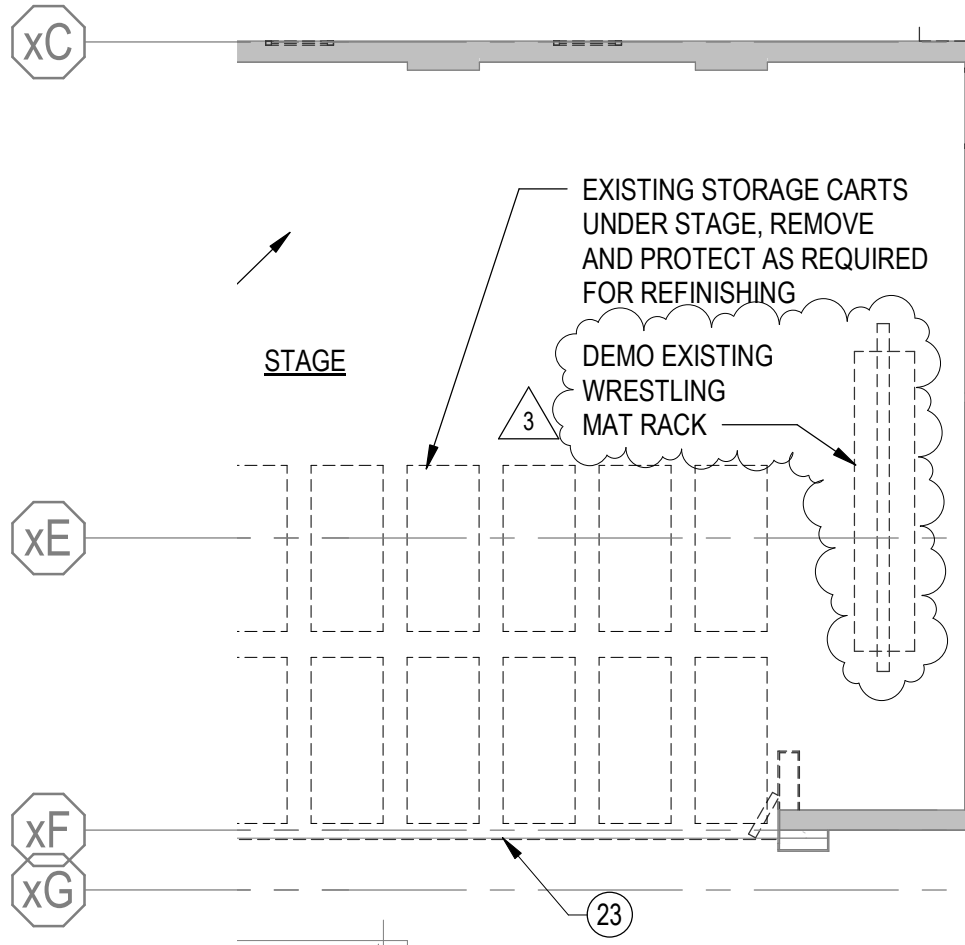 xC
EXISTING STORAGE CARTS
UNDER STAGE, REMOVE
AND PROTECT AS REQUIRED
FOR REFINISHING
STAGE
DEMO EXISTING
WRESTLING
MAT RACK
3
xE
xF
xG
23